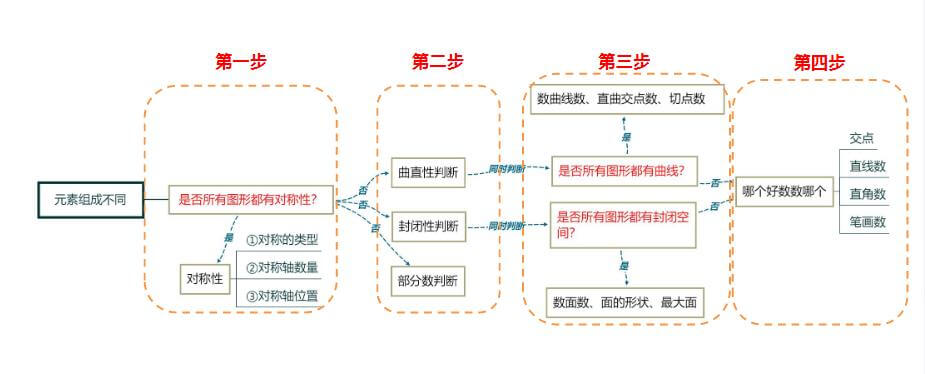 第一步
第二步
第三步
第四步
元素组成不同
是否所有图形都有对称性?
是
对称性
①对称的类型
②对称轴数量
③对称轴位置
否
否
否
曲直性判断
封闭性判断
部分数判断
同时判断
同时判断
数曲线数、直曲交点数、切点数
是
是否所有图形都有曲线?
是否所有图形都有封闭空
间?
是
数面数、面的形状、最大面
否
否
哪个好数数哪个
交点
直线数
直角数
笔画数